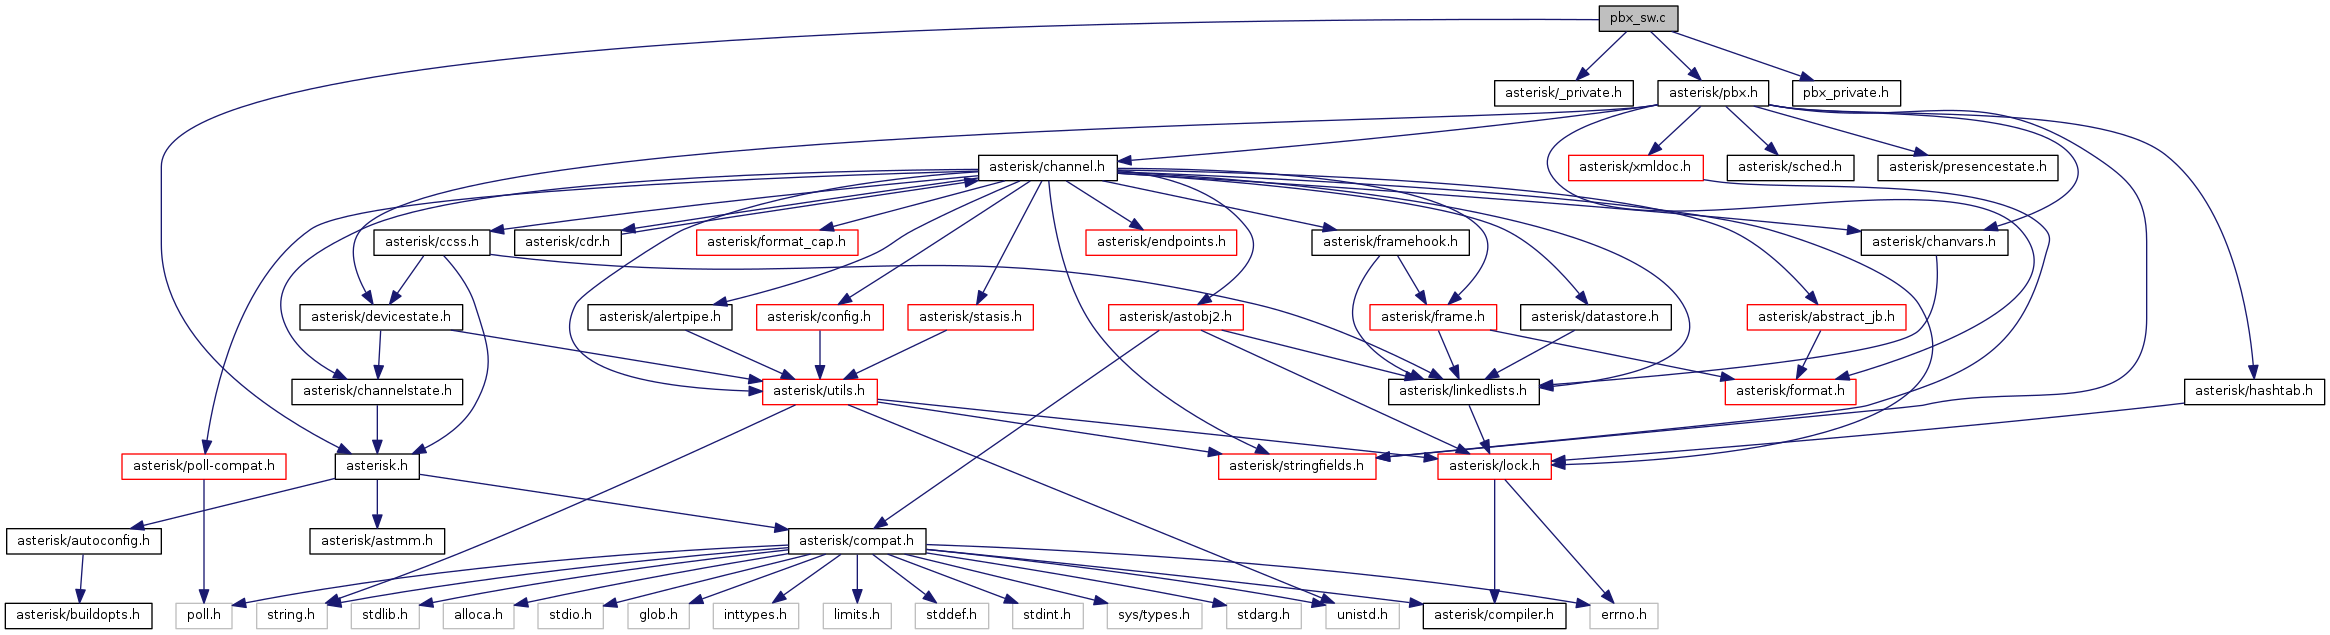 pbx_sw.c
asterisk/_private.h
asterisk/pbx.h
pbx_private.h
asterisk/channel.h
asterisk/xmldoc.h
asterisk/sched.h
asterisk/presencestate.h
asterisk/ccss.h
asterisk/cdr.h
asterisk/format_cap.h
asterisk/endpoints.h
asterisk/framehook.h
asterisk/chanvars.h
asterisk/devicestate.h
asterisk/alertpipe.h
asterisk/config.h
asterisk/stasis.h
asterisk/astobj2.h
asterisk/frame.h
asterisk/datastore.h
asterisk/abstract_jb.h
asterisk/channelstate.h
asterisk/utils.h
asterisk/linkedlists.h
asterisk/format.h
asterisk/hashtab.h
asterisk/poll-compat.h
asterisk.h
asterisk/stringfields.h
asterisk/lock.h
asterisk/autoconfig.h
asterisk/astmm.h
asterisk/compat.h
asterisk/buildopts.h
poll.h
string.h
stdlib.h
alloca.h
stdio.h
glob.h
inttypes.h
limits.h
stddef.h
stdint.h
sys/types.h
stdarg.h
unistd.h
asterisk/compiler.h
errno.h